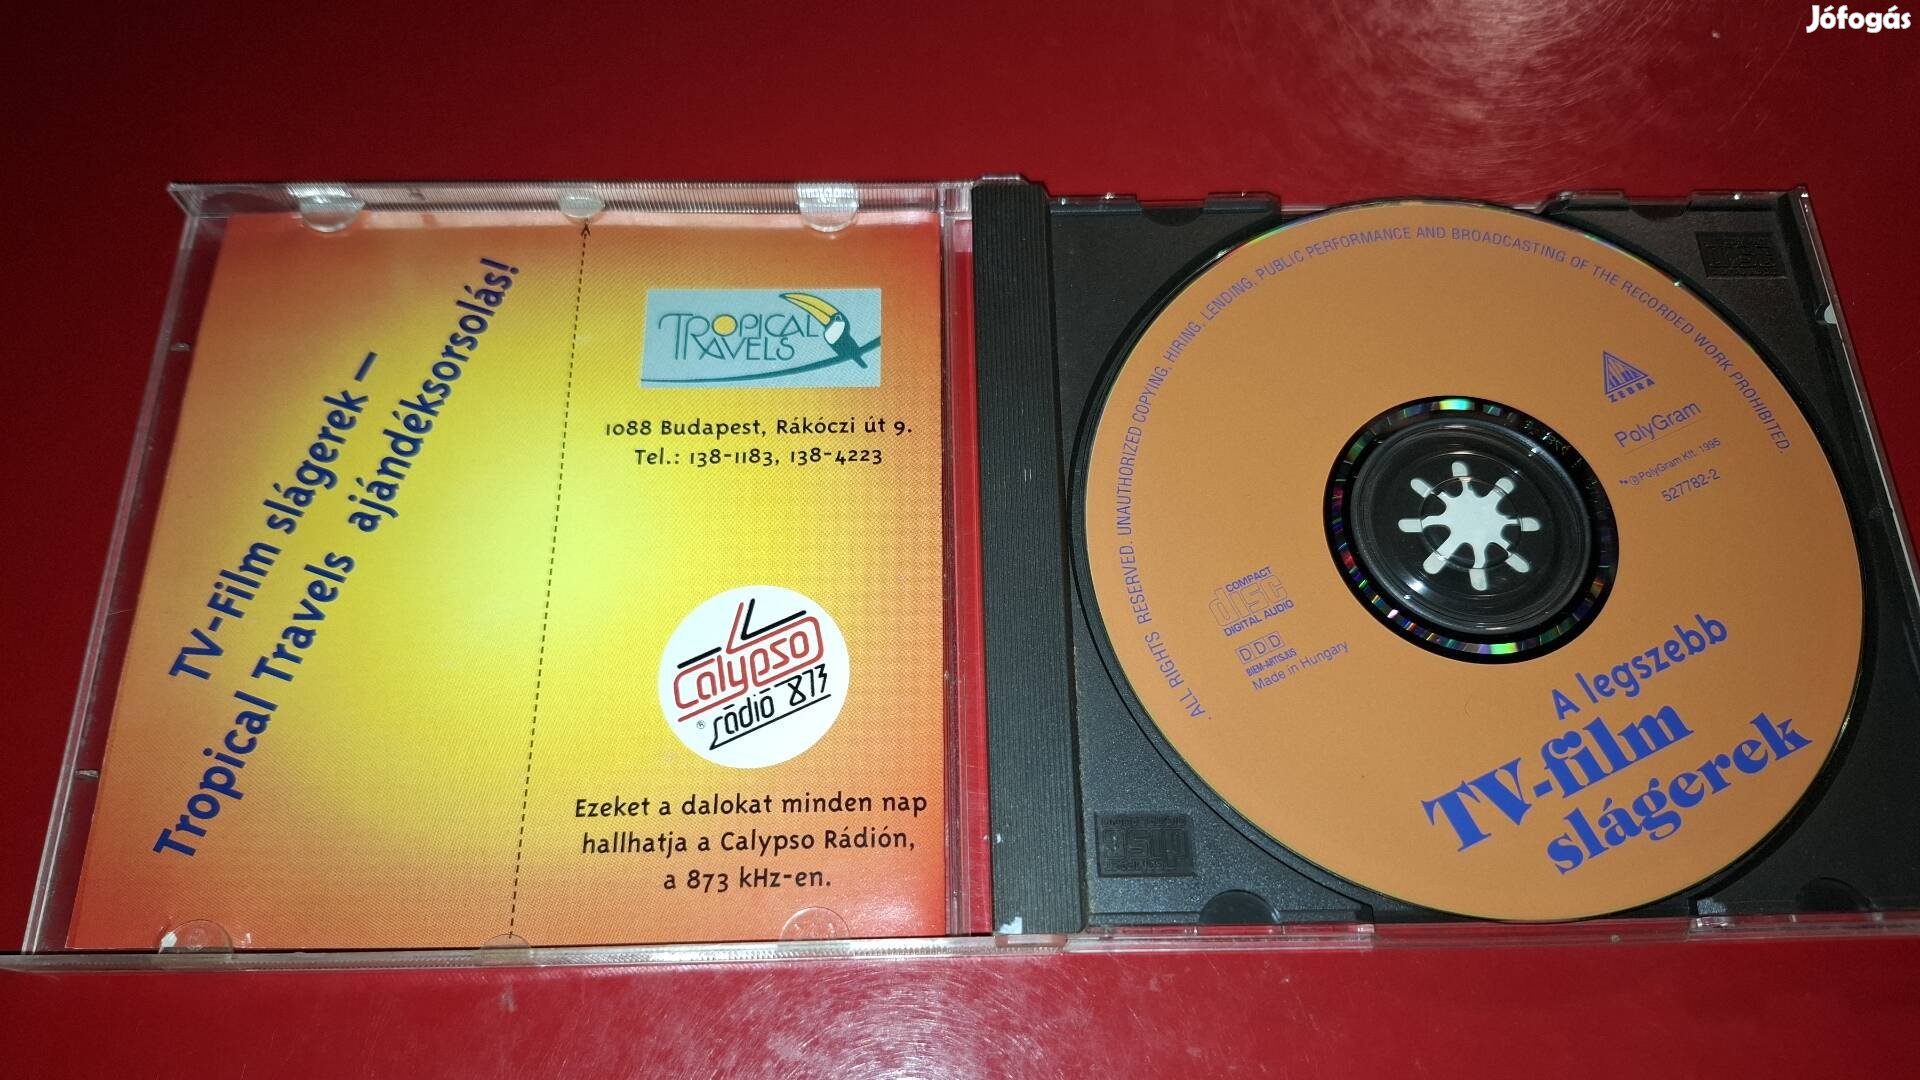 Jófogás
TV-Film slágerek –
Tropical Travels ajándéksorsolás!
TROPICAL
TRAVELS
1088 Budapest, Rákóczi út 9.
Tel.: 138-1183, 138-4223
Calypso
® rádió 873
Ezeket a dalokat minden nap
hallhatja a Calypso Rádión,
a 873 kHz-en.
. ALL RIGHTS RESERVED. UNAUTHORIZED COPYING, HIRING, LENDING, PUBLIC PERFORMANCE AND BROADCASTING OF THE RECORDED WORK PROHIBITED.
ZEBRA
PolyGram
℗ PolyGram Kft. 1995
527782-2
COMPACT
disc
DIGITAL AUDIO
DDD
BIEM-ARTISJUS
Made in Hungary
A legszebb
TV-film
slágerek